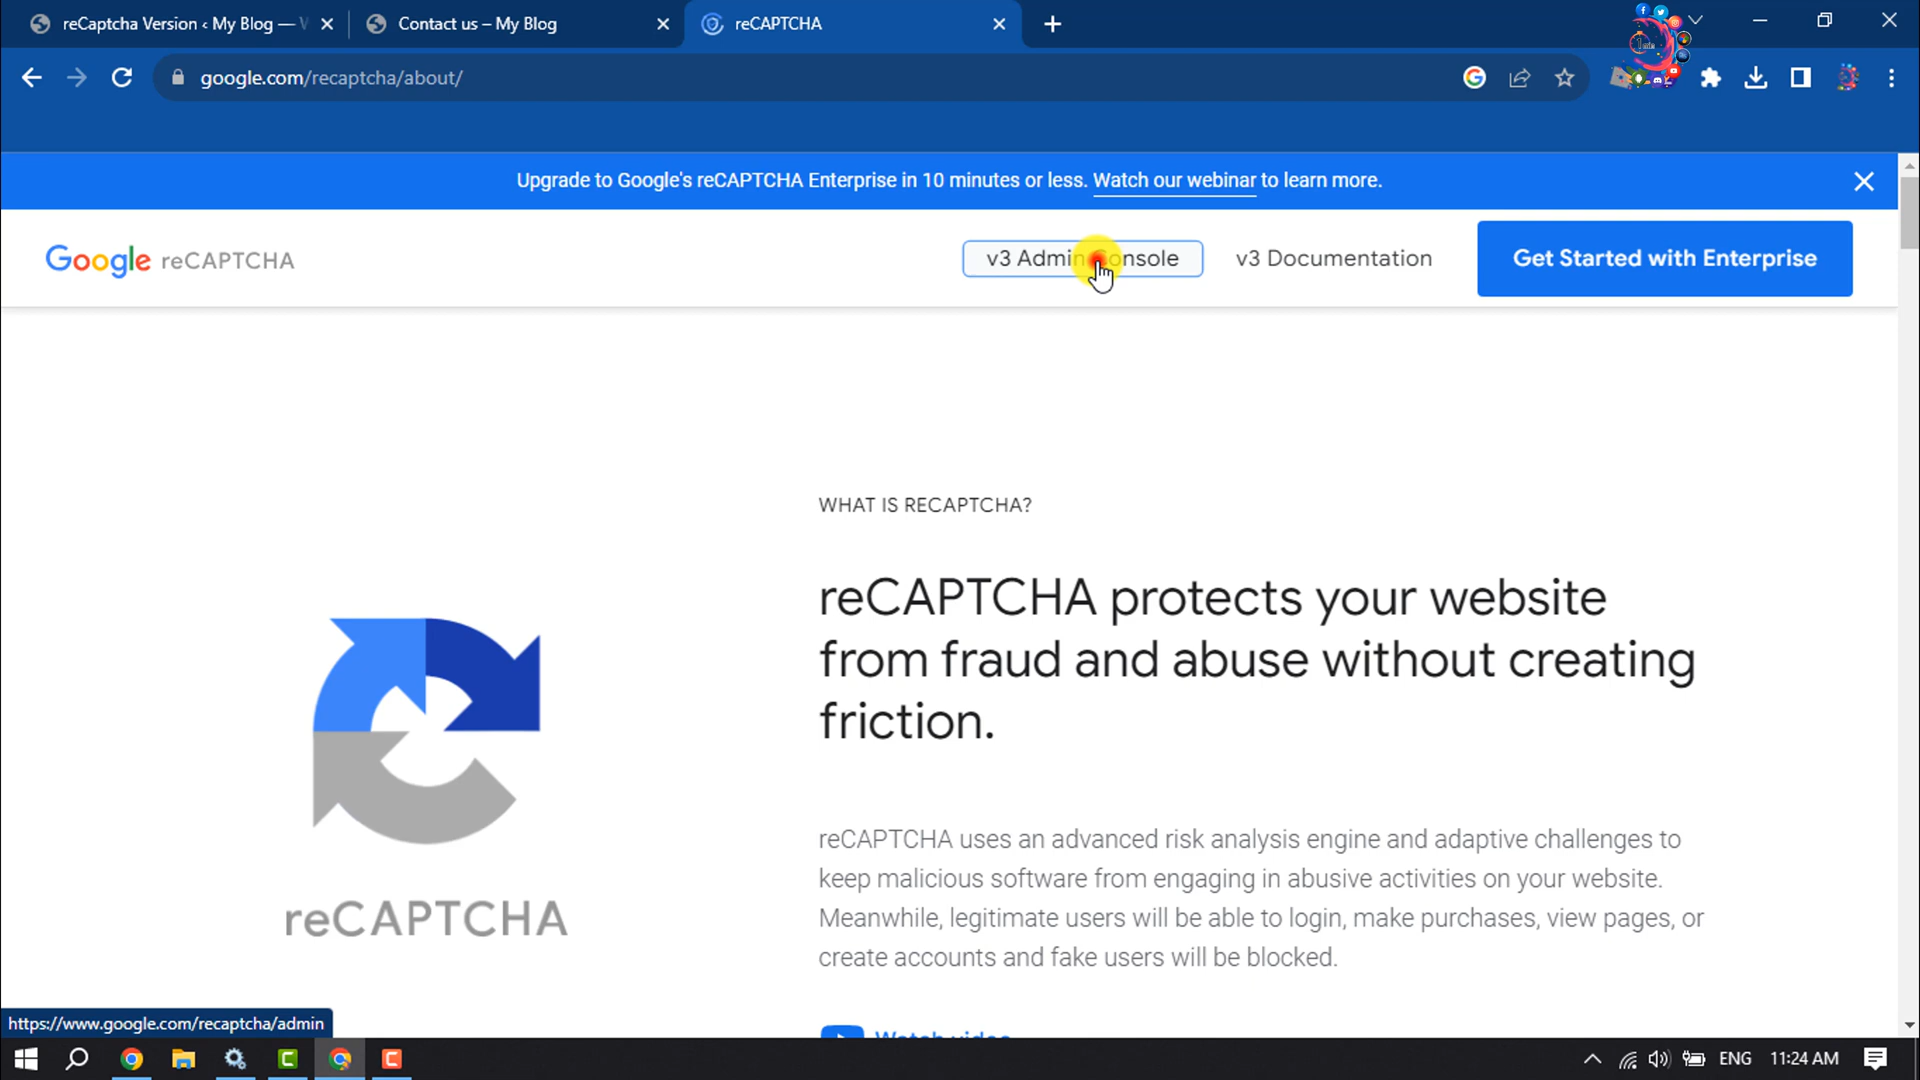 reCaptcha Version ‹ My Blog —
Contact us – My Blog
reCAPTCHA
google.com/recaptcha/about/
Upgrade to Google's reCAPTCHA Enterprise in 10 minutes or less. Watch our webinar to learn more.
Google reCAPTCHA
v3 Admin Console
v3 Documentation
Get Started with Enterprise
WHAT IS RECAPTCHA?
reCAPTCHA protects your website
from fraud and abuse without creating
friction.
reCAPTCHA uses an advanced risk analysis engine and adaptive challenges to
keep malicious software from engaging in abusive activities on your website.
Meanwhile, legitimate users will be able to login, make purchases, view pages, or
create accounts and fake users will be blocked.
reCAPTCHA
Watch video
https://www.google.com/recaptcha/admin
ENG
11:24 AM